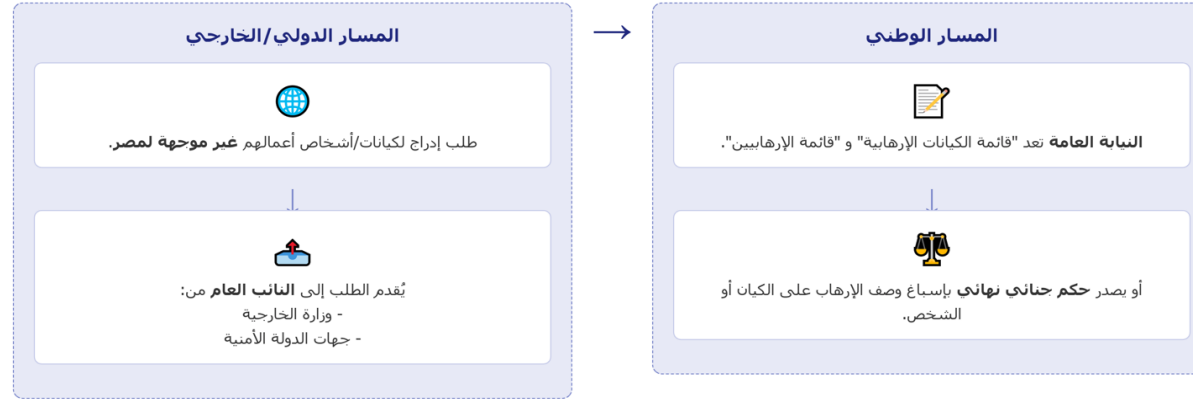 المسار الوطني
النيابة العامة تعد "قائمة الكيانات الإرهابية" و "قائمة الإرهابيين".
أو يصدر حكم جنائي نهائي بإسباغ وصف الإرهاب على الكيان أو
الشخص.
المسار الدولي/الخارجي
طلب إدراج لكيانات/أشخاص أعمالهم غير موجهة لمصر.
يُقدم الطلب إلى النائب العام من:
- وزارة الخارجية
- جهات الدولة الأمنية